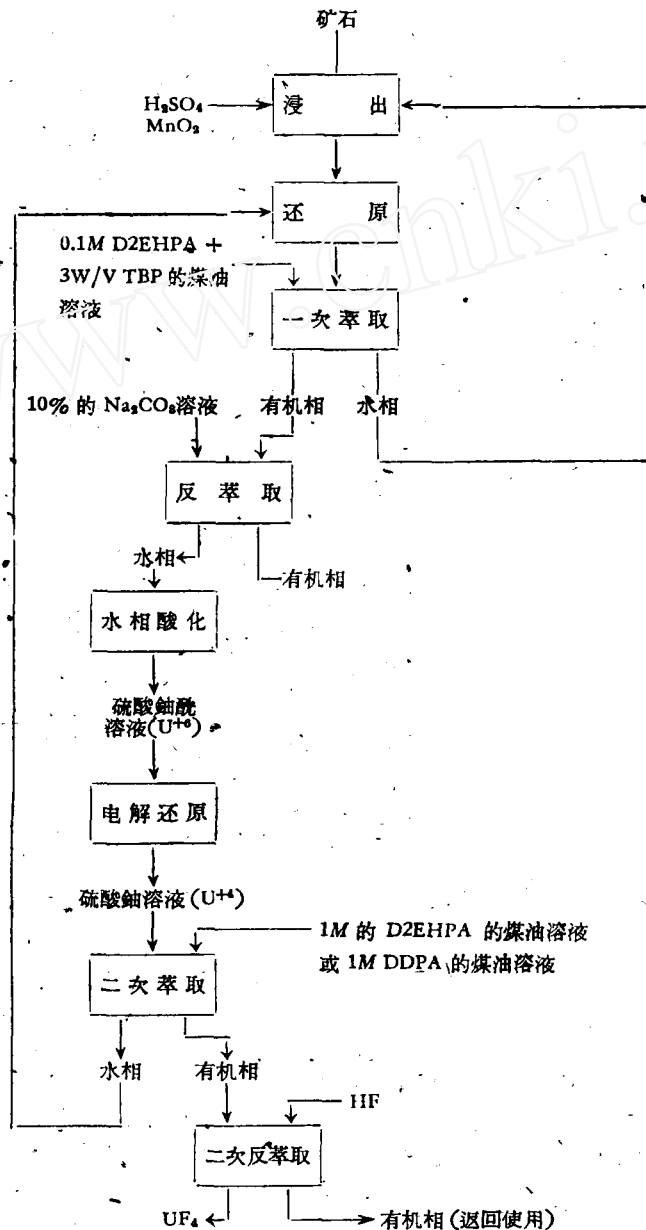 矿石
H₂SO₄
MnO₂
浸出
还原
0.1M D2EHPA +
3W/V TBP 的煤油
溶液
一次萃取
10% 的 Na₂CO₃溶液
有机相
水相
反萃取
水相
有机相
水相酸化
硫酸铀酰
溶液(U⁺⁶)
电解还原
硫酸铀溶液(U⁺⁴)
1M 的 D2EHPA 的煤油溶液
或 1M DDPA 的煤油溶液
二次萃取
水相
有机相
HF
二次反萃取
UF₄
有机相(返回使用)
www.cnki.